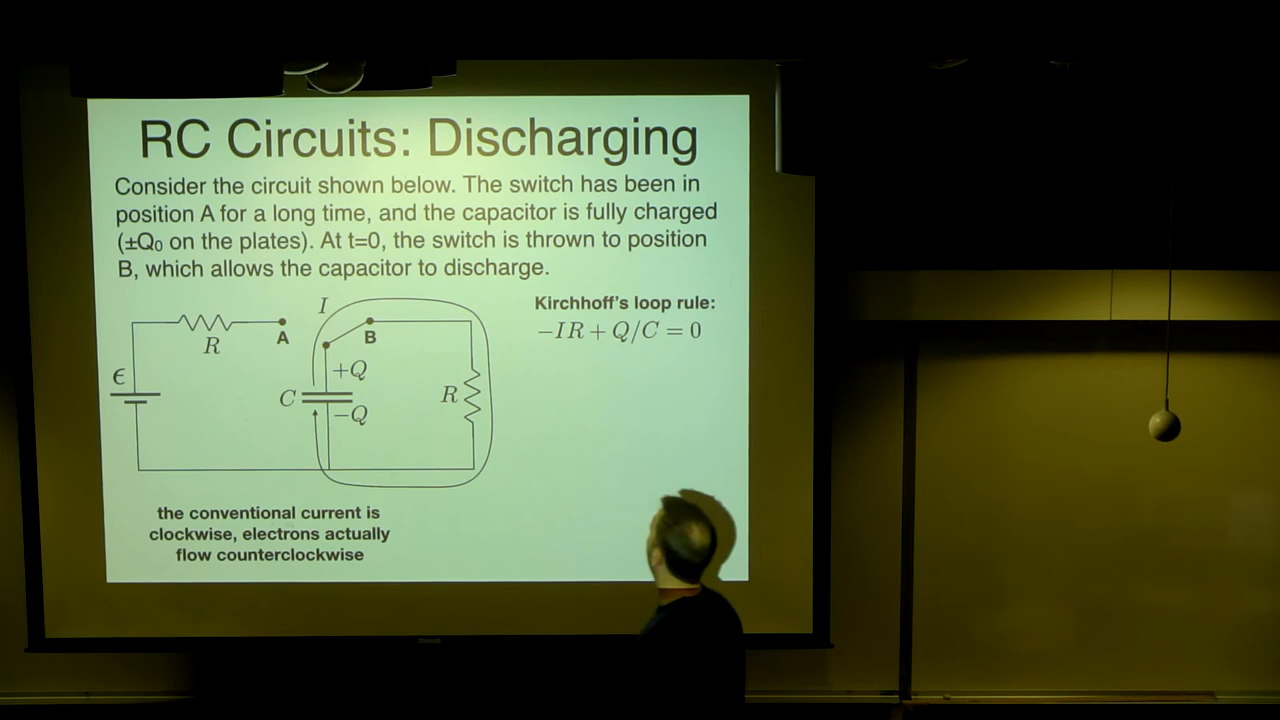 RC Circuits: Discharging
Consider the circuit shown below. The switch has been in
position A for a long time, and the capacitor is fully charged
(±Q₀ on the plates). At t=0, the switch is thrown to position
B, which allows the capacitor to discharge.
Kirchhoff's loop rule:
−IR + Q/C = 0
I
R
A
B
ϵ
+Q
C
−Q
R
the conventional current is
clockwise, electrons actually
flow counterclockwise